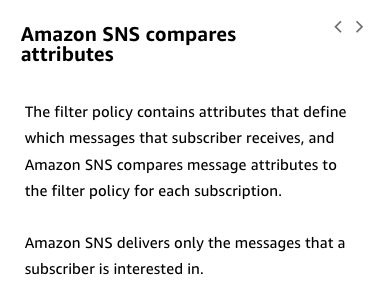 Amazon SNS compares
attributes
The filter policy contains attributes that define
which messages that subscriber receives, and
Amazon SNS compares message attributes to
the filter policy for each subscription.
Amazon SNS delivers only the messages that a
subscriber is interested in.